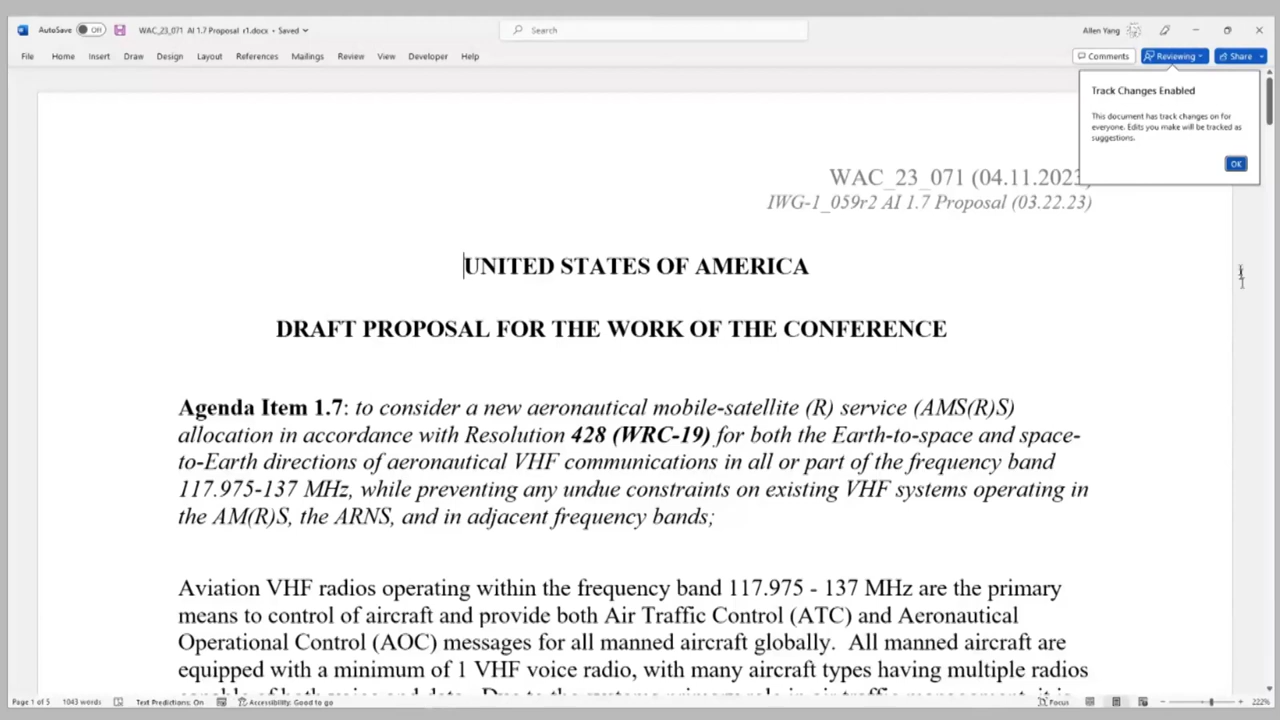 AutoSave Off WAC_23_071 AI 1.7 Proposal r1.docx • Saved Search Allen Yang
File Home Insert Draw Design Layout References Mailings Review View Developer Help Comments Reviewing Share
Track Changes Enabled
This document has track changes on for
everyone. Edits you make will be tracked as
suggestions.
OK
WAC_23_071 (04.11.2023)
IWG-1_059r2 AI 1.7 Proposal (03.22.23)
UNITED STATES OF AMERICA
DRAFT PROPOSAL FOR THE WORK OF THE CONFERENCE
Agenda Item 1.7: to consider a new aeronautical mobile-satellite (R) service (AMS(R)S)
allocation in accordance with Resolution 428 (WRC-19) for both the Earth-to-space and space-
to-Earth directions of aeronautical VHF communications in all or part of the frequency band
117.975-137 MHz, while preventing any undue constraints on existing VHF systems operating in
the AM(R)S, the ARNS, and in adjacent frequency bands;
Aviation VHF radios operating within the frequency band 117.975 - 137 MHz are the primary
means to control of aircraft and provide both Air Traffic Control (ATC) and Aeronautical
Operational Control (AOC) messages for all manned aircraft globally. All manned aircraft are
equipped with a minimum of 1 VHF voice radio, with many aircraft types having multiple radios
Page 1 of 5 1043 words Text Predictions: On Accessibility: Good to go Focus 222%